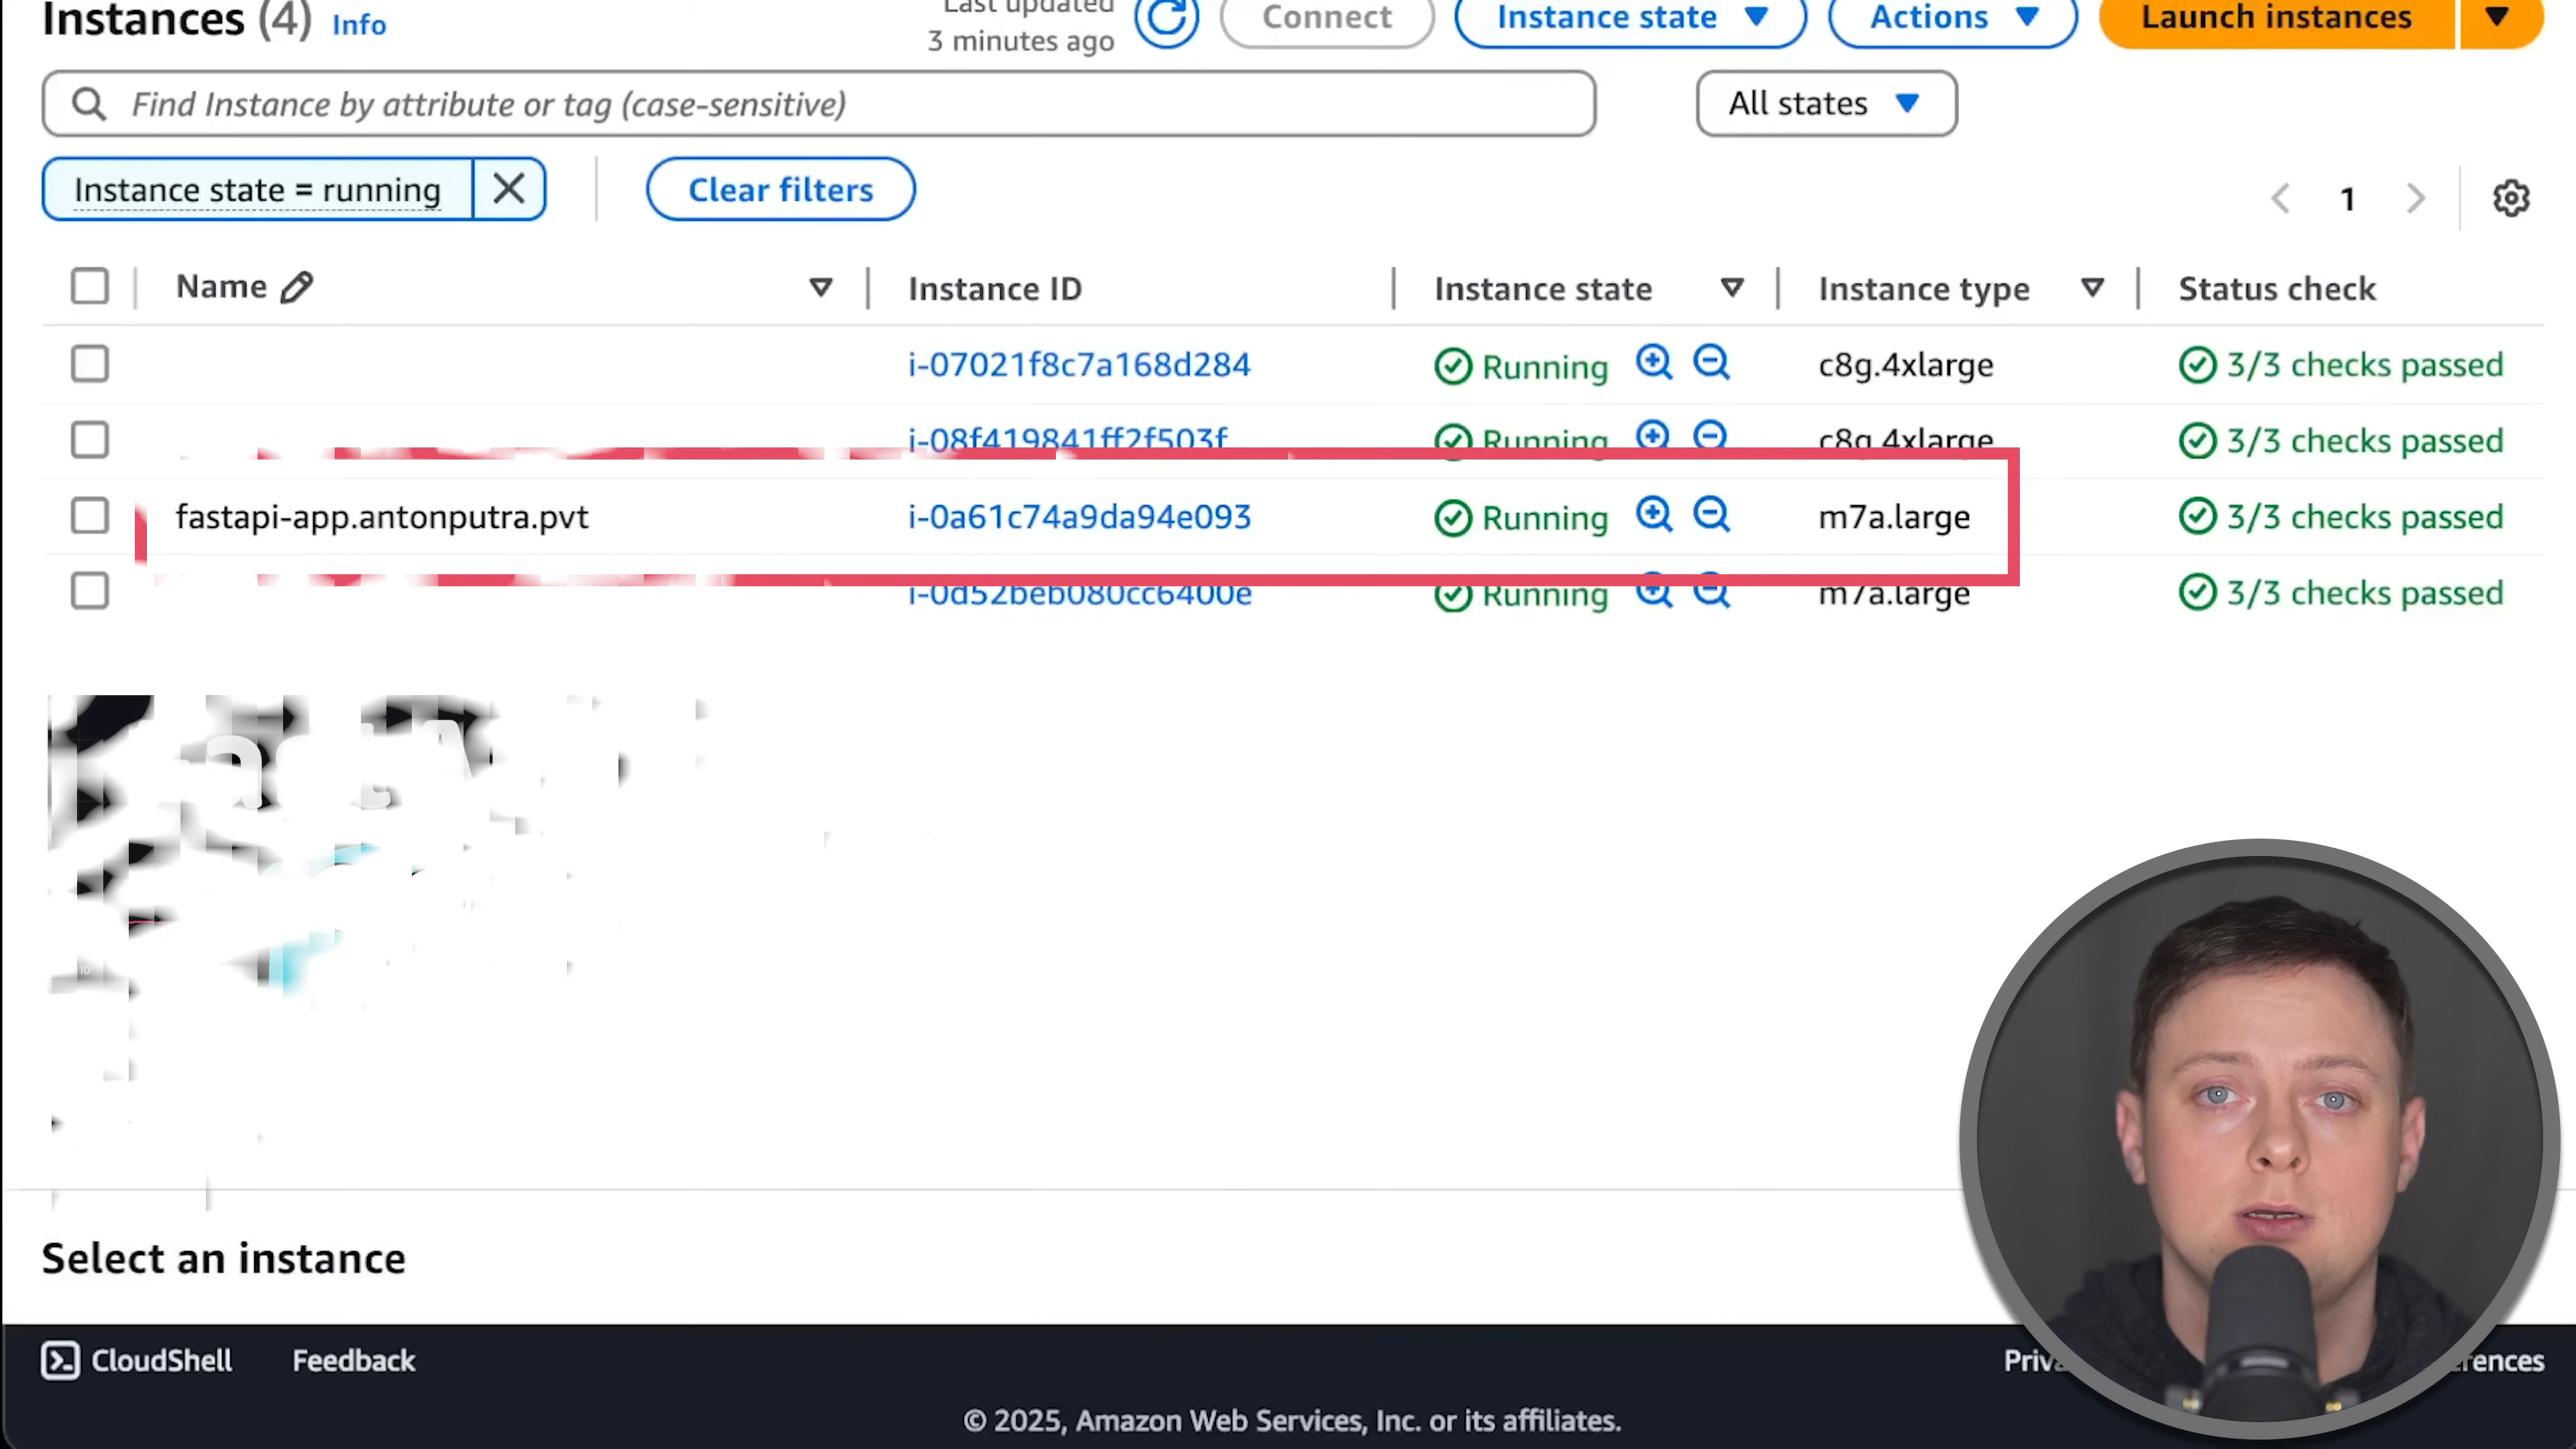 Instances (4) Info
Last updated
3 minutes ago
Connect
Instance state
Actions
Launch instances
Find Instance by attribute or tag (case-sensitive)
All states
Instance state = running
Clear filters
1
Name Instance ID Instance state Instance type Status check
i-07021f8c7a168d284 Running c8g.4xlarge 3/3 checks passed
i-08f419841ff2f503f Running c8g.4xlarge 3/3 checks passed
fastapi-app.antonputra.pvt i-0a61c74a9da94e093 Running m7a.large 3/3 checks passed
i-0d52beb080cc6400e Running m7a.large 3/3 checks passed
Select an instance
CloudShell Feedback
© 2025, Amazon Web Services, Inc. or its affiliates.